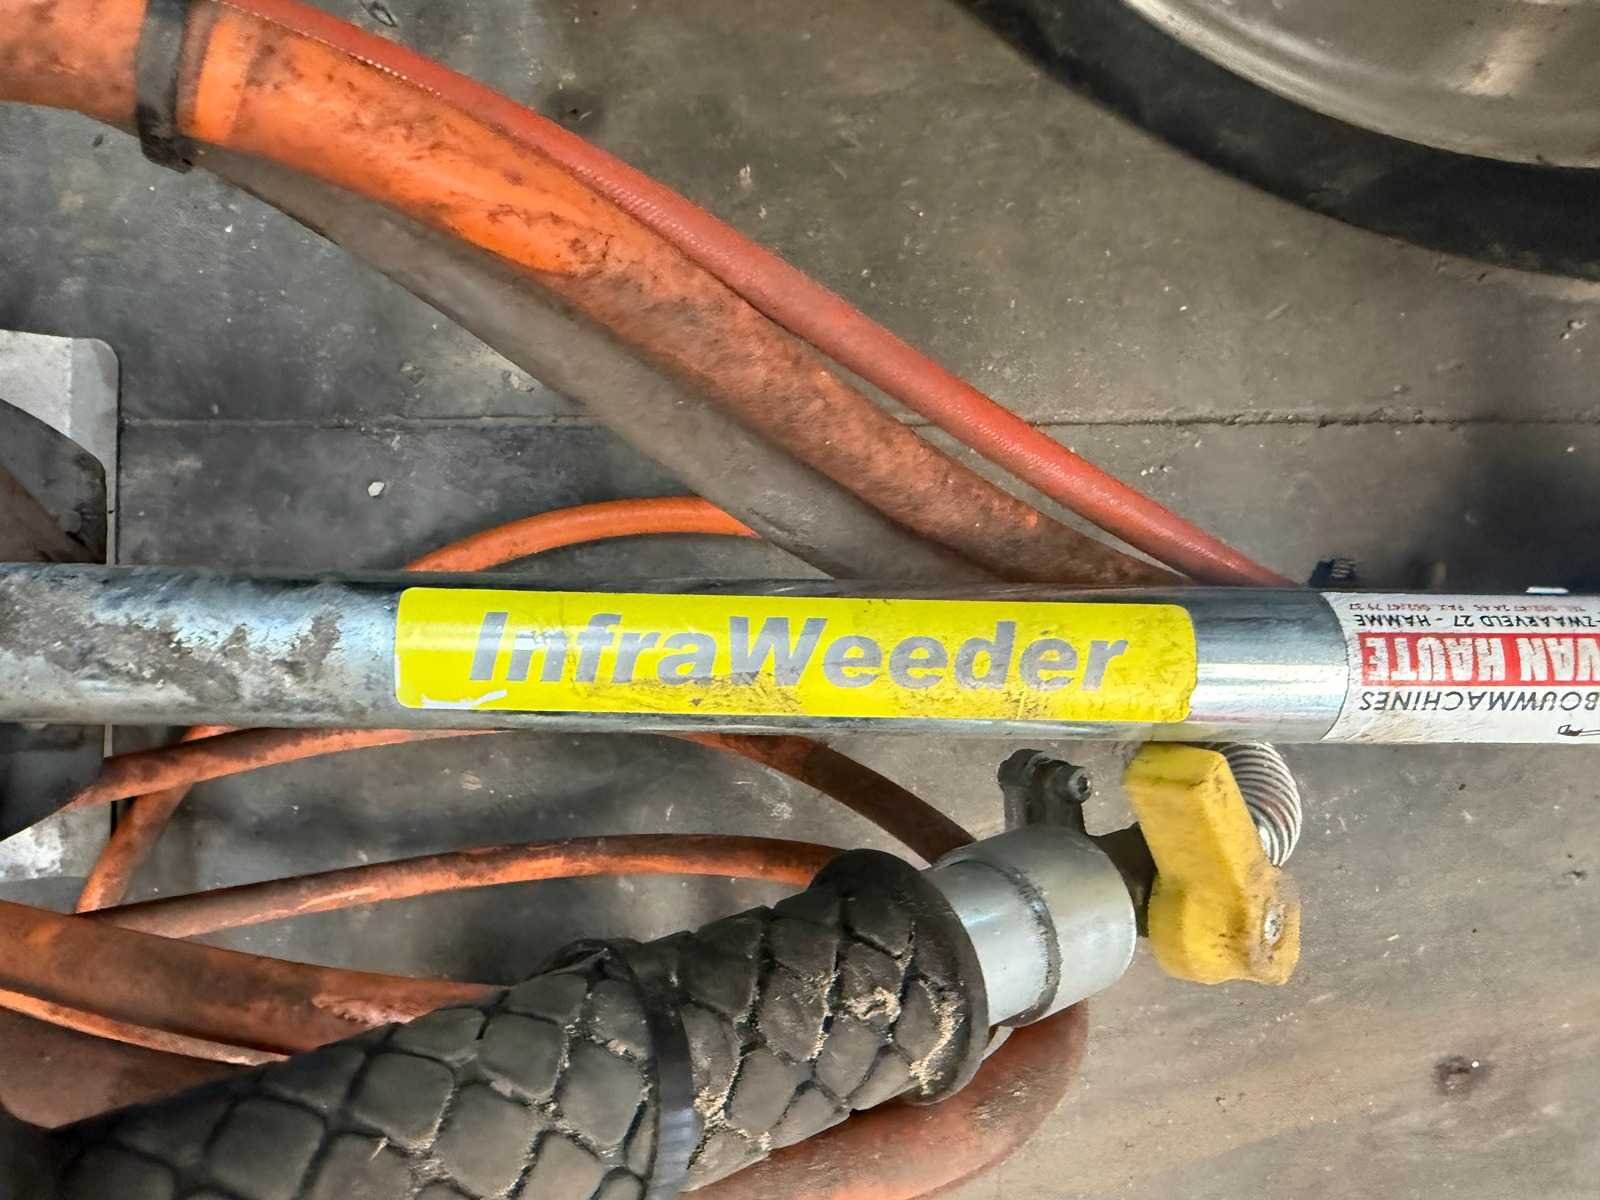 InfraWeeder
BOUWMACHINES
VAN HAUTE
ZWAARVELD 27 - HAMME